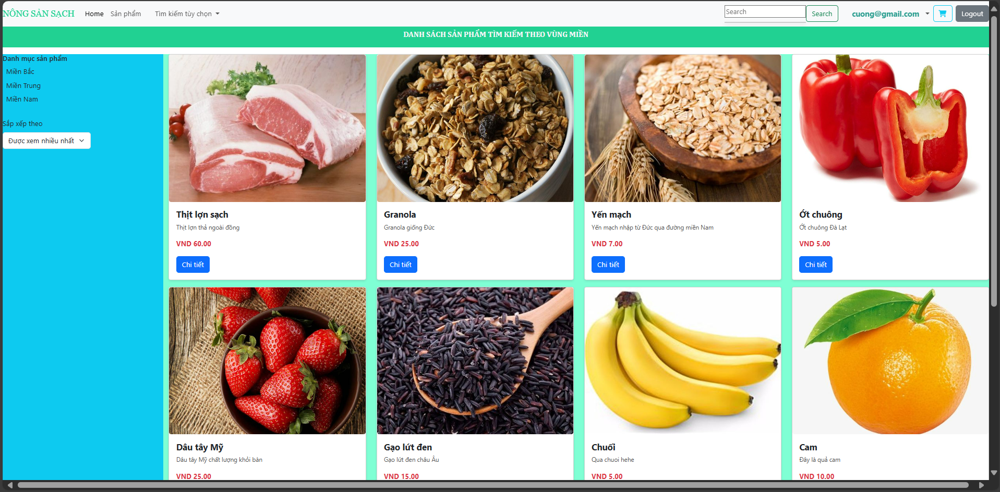 NÔNG SẢN SẠCH Home Sản phẩm Tìm kiếm tùy chọn Search Search cuong@gmail.com Logout
DANH SÁCH SẢN PHẨM TÌM KIẾM THEO VÙNG MIỀN
Danh mục sản phẩm
Miền Bắc
Miền Trung
Miền Nam
Sắp xếp theo
Được xem nhiều nhất
Thịt lợn sạch
Thịt lợn thả ngoài đồng
VND 60.00
Chi tiết
Granola
Granola giống Đức
VND 25.00
Chi tiết
Yến mạch
Yến mạch nhập từ Đức qua đường miền Nam
VND 7.00
Chi tiết
Ớt chuông
Ớt chuông Đà Lạt
VND 5.00
Chi tiết
Dâu tây Mỹ
Dâu tây Mỹ chất lượng khỏi bàn
VND 25.00
Gạo lứt đen
Gạo lứt đen châu Âu
VND 15.00
Chuối
Qua chuoi hehe
VND 5.00
Cam
Đây là quả cam
VND 10.00